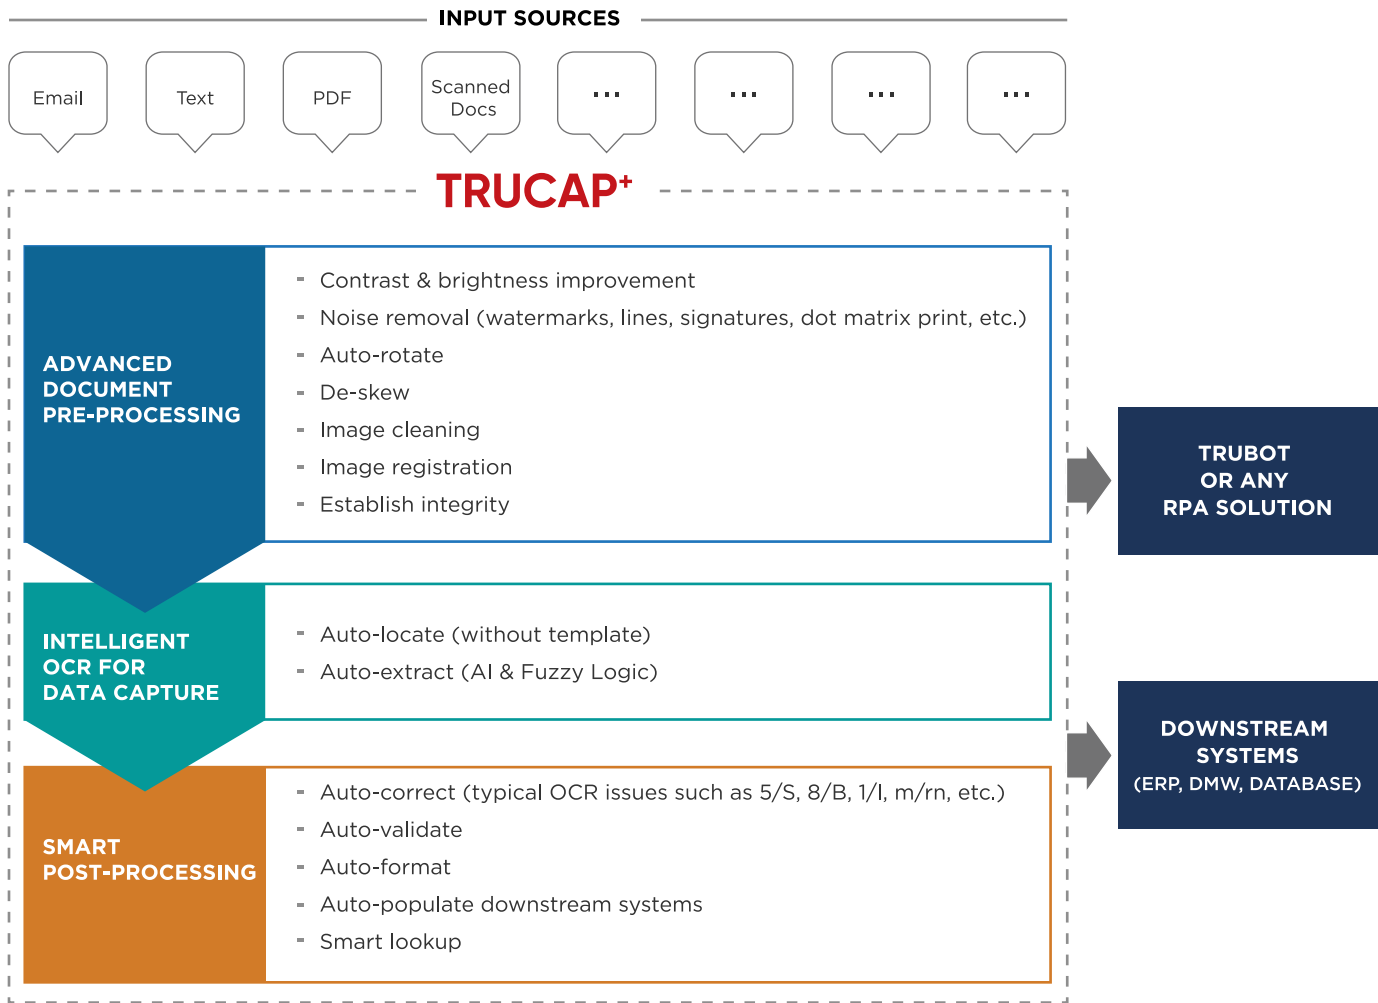 INPUT SOURCES
Email
Text
PDF
Scanned
Docs
...
...
...
...
TRUCAP+
ADVANCED
DOCUMENT
PRE-PROCESSING
- Contrast & brightness improvement
- Noise removal (watermarks, lines, signatures, dot matrix print, etc.)
- Auto-rotate
- De-skew
- Image cleaning
- Image registration
- Establish integrity
INTELLIGENT
OCR FOR
DATA CAPTURE
- Auto-locate (without template)
- Auto-extract (AI & Fuzzy Logic)
SMART
POST-PROCESSING
- Auto-correct (typical OCR issues such as 5/S, 8/B, 1/I, m/rn, etc.)
- Auto-validate
- Auto-format
- Auto-populate downstream systems
- Smart lookup
TRUBOT
OR ANY
RPA SOLUTION
DOWNSTREAM
SYSTEMS
(ERP, DMW, DATABASE)